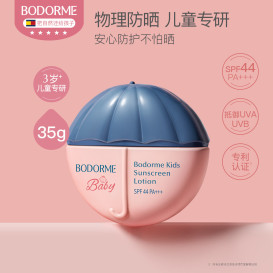 BODORME
物理防晒 儿童专研
安心防护不怕晒
3岁+
儿童专研
35g
SPF44
PA+++
抵御UVA
UVB
专利
认证
BODORME
Baby
Bodorme Kids
Sunscreen
Lotion
SPF 44 PA+++